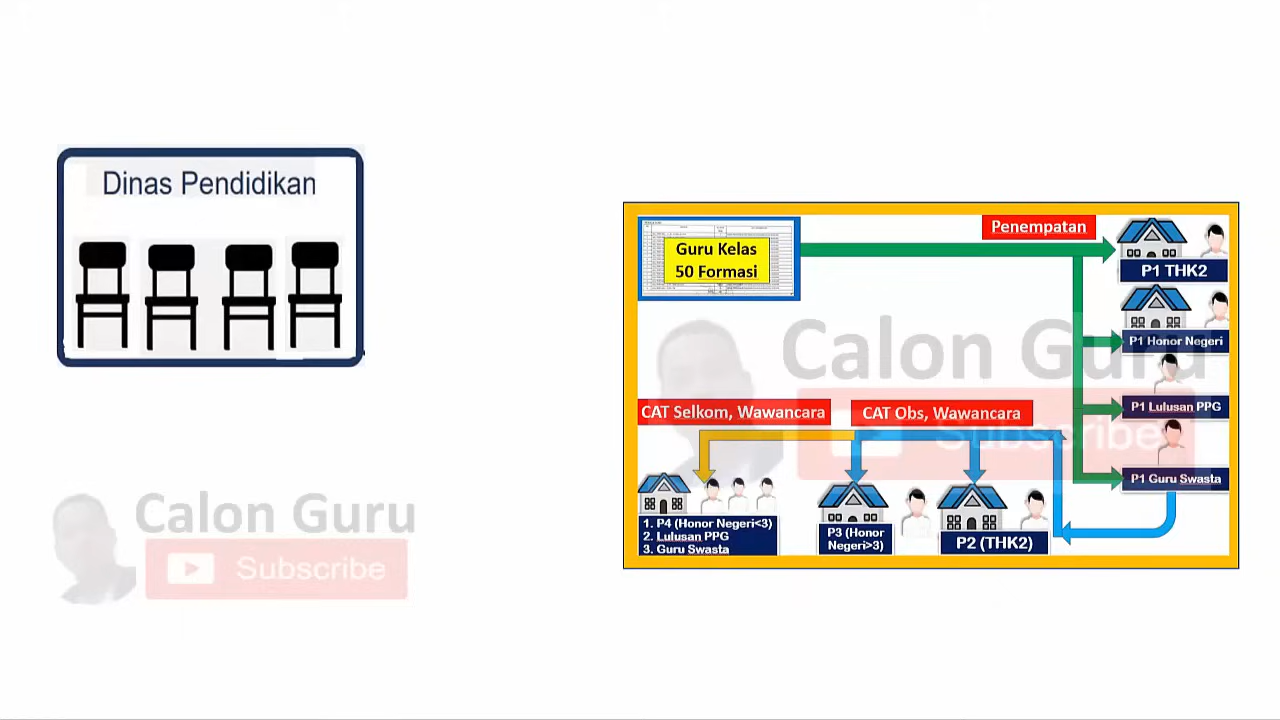 Dinas Pendidikan
Calon Guru
Subscribe
Guru Kelas
50 Formasi
Penempatan
P1 THK2
P1 Honor Negeri
P1 Lulusan PPG
P1 Guru Swasta
Calon Guru
Subscribe
CAT Selkom, Wawancara
CAT Obs, Wawancara
1. P4 (Honor Negeri<3)
2. Lulusan PPG
3. Guru Swasta
P3 (Honor
Negeri>3)
P2 (THK2)